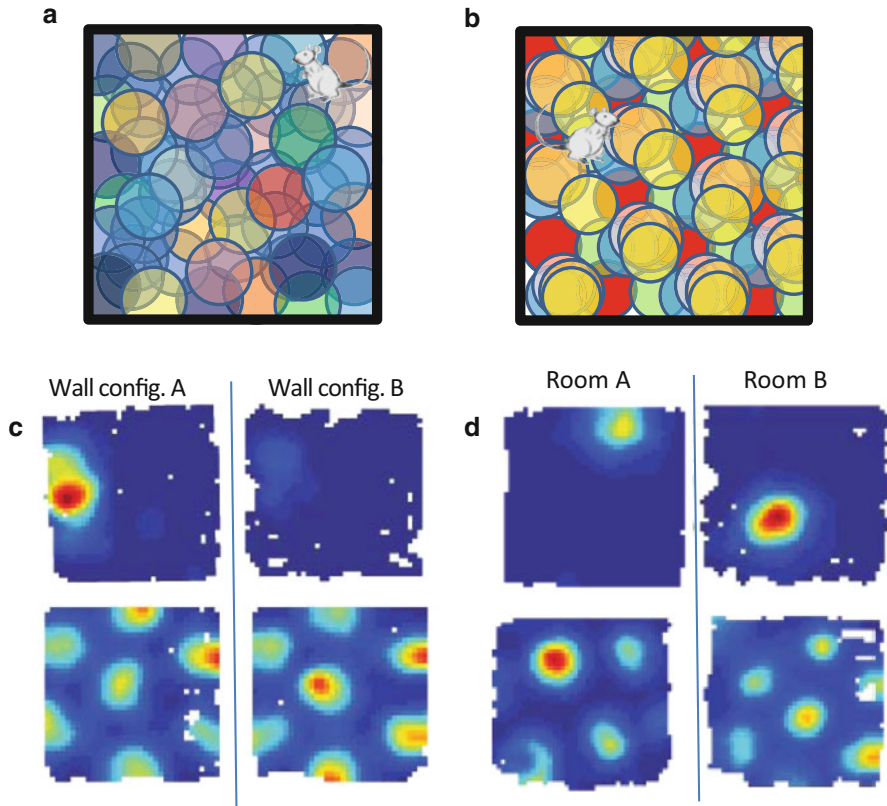 a
b
Wall config. A
Wall config. B
Room A
Room B
c
d